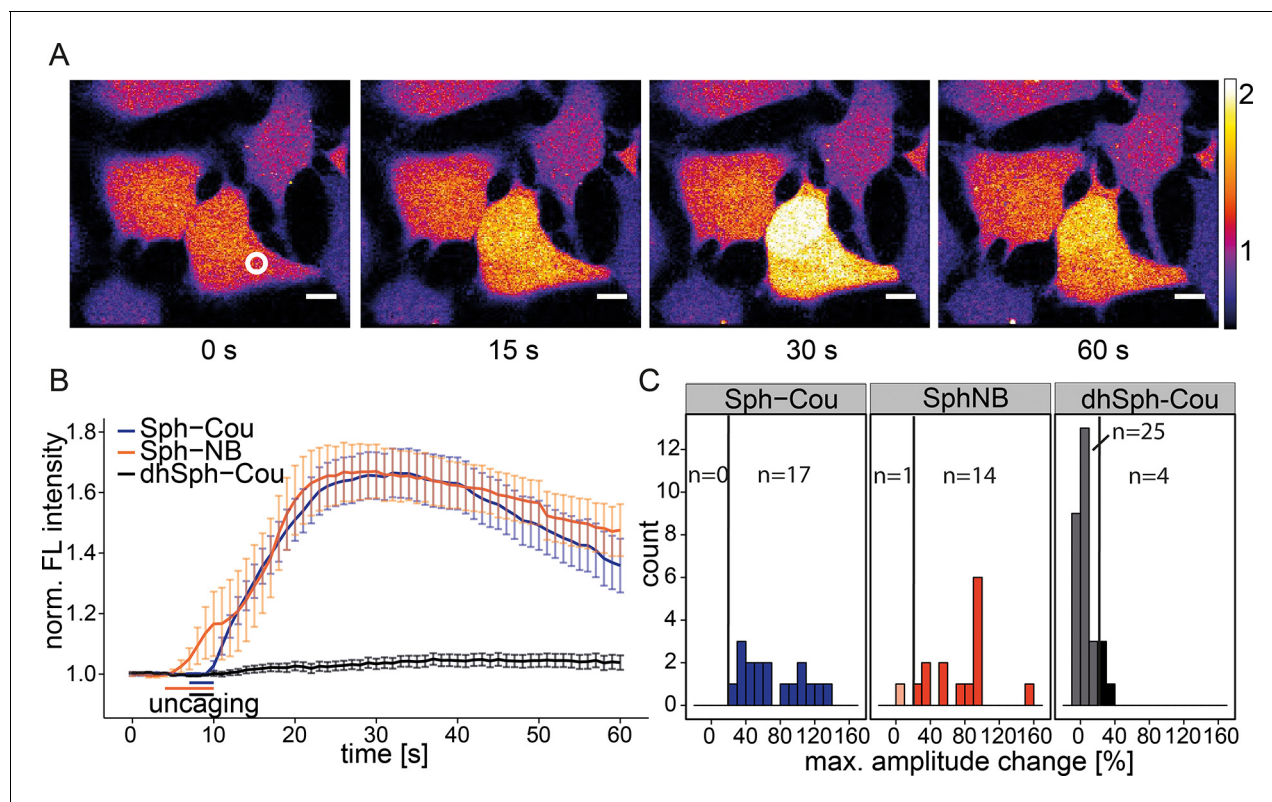 A
2
1
0 s
15 s
30 s
60 s
B
Sph−Cou
Sph−NB
dhSph−Cou
norm. FL intensity
1.8
1.6
1.4
1.2
1.0
uncaging
0 10 20 30 40 50 60
time [s]
C
Sph−Cou SphNB dhSph-Cou
n=0 n=17 n=1 n=14 n=25 n=4
count
12
10
8
6
4
2
0
0 40 80 120 160 0 40 80 120 160 0 40 80 120 160
max. amplitude change [%]